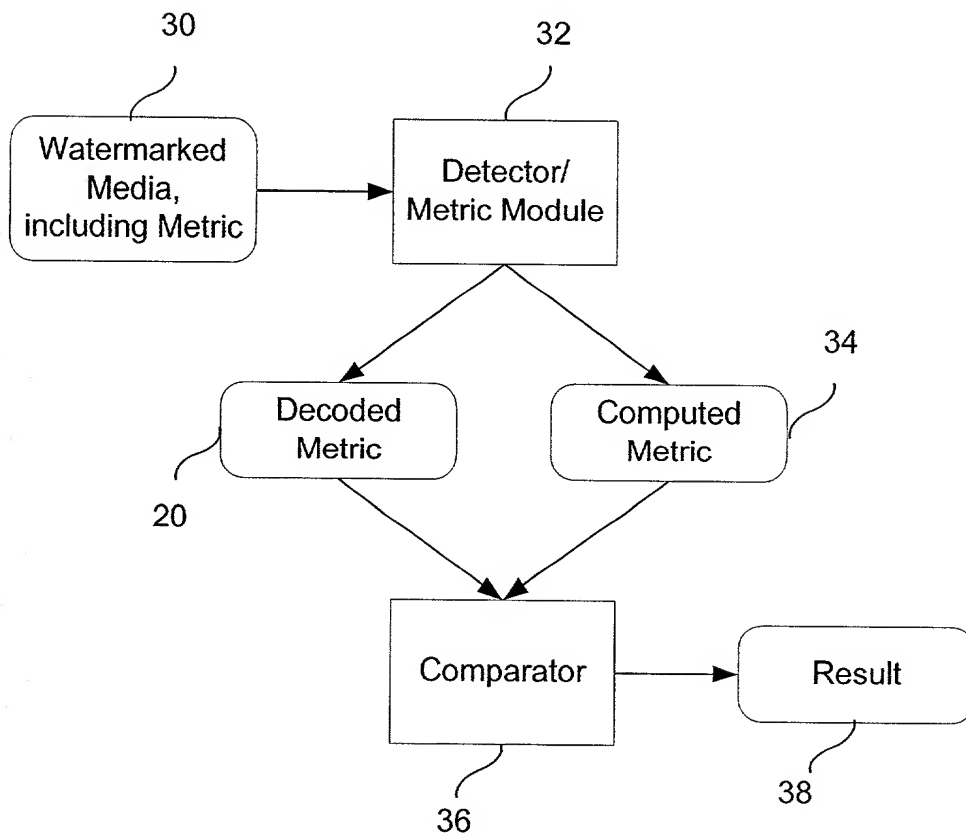 30
32
Watermarked
Media,
including Metric
Detector/
Metric Module
34
Decoded
Metric
Computed
Metric
20
Comparator
Result
36
38